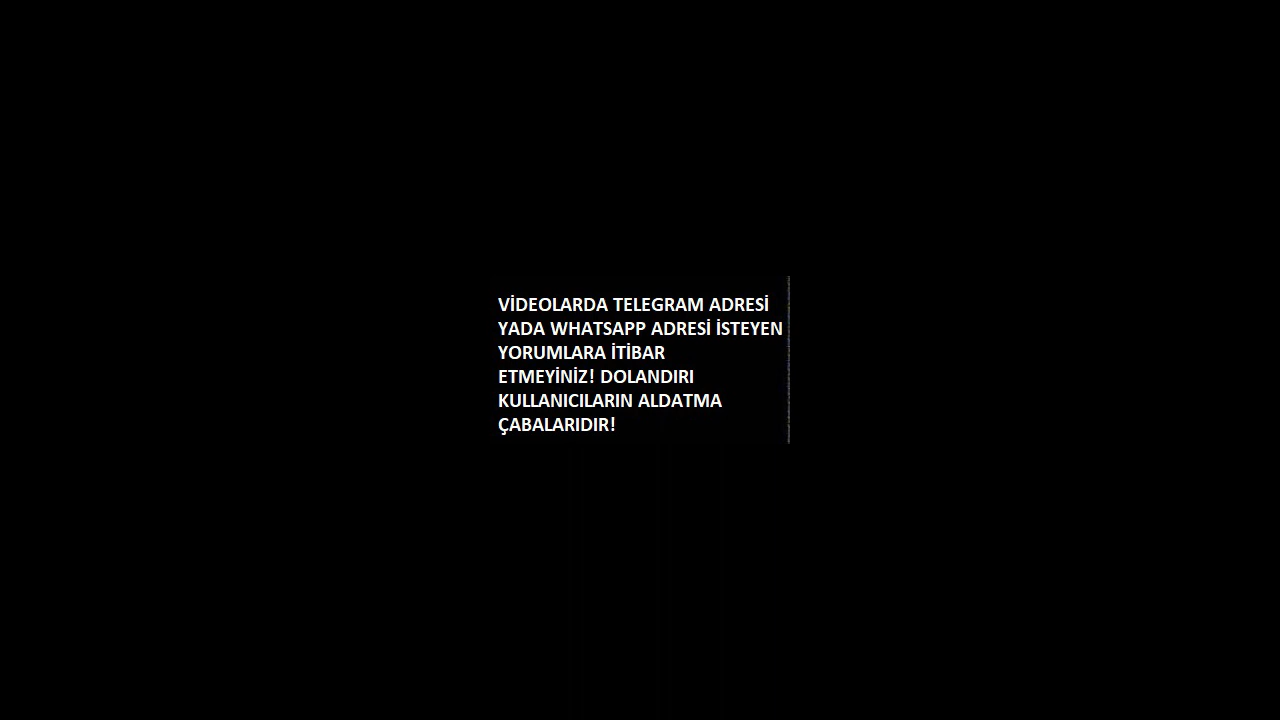 VİDEOLARDA TELEGRAM ADRESİ
YADA WHATSAPP ADRESİ İSTEYEN
YORUMLARA İTİBAR
ETMEYİNİZ! DOLANDIRI
KULLANICILARIN ALDATMA
ÇABALARIDIR!